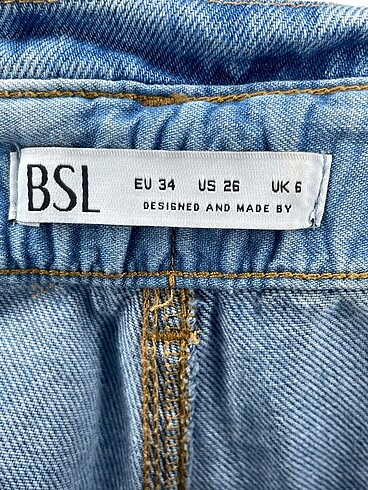 BSL EU 34 US 26 UK 6
DESIGNED AND MADE BY